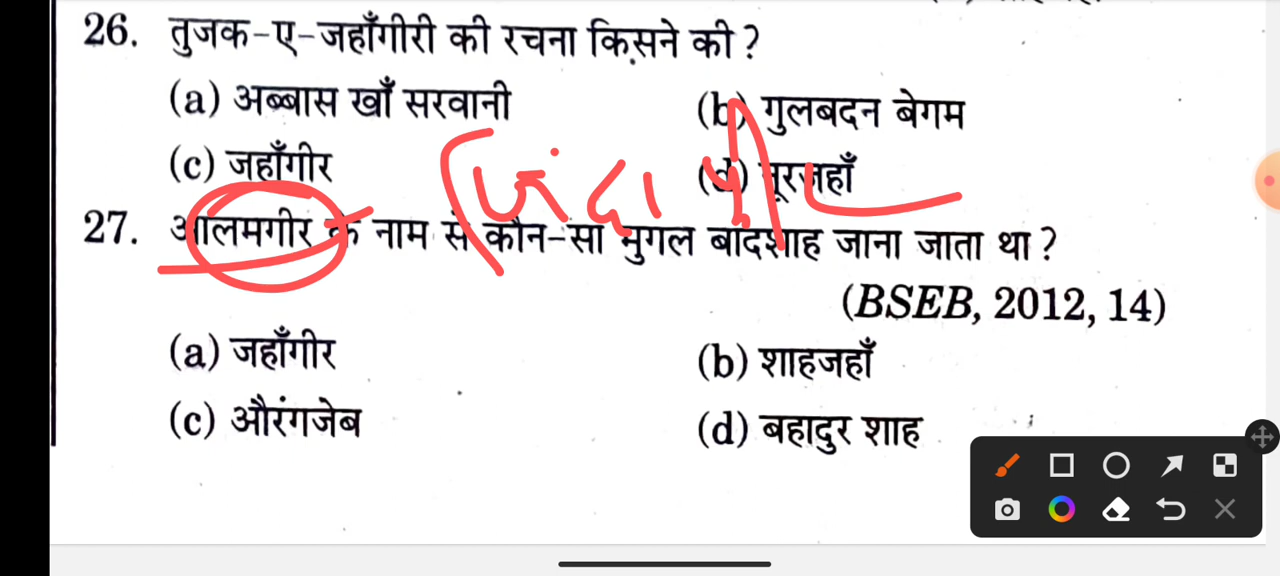 26. तुजक-ए-जहाँगीरी की रचना किसने की ?
(a) अब्बास खाँ सरवानी (b) गुलबदन बेगम
(c) जहाँगीर (d) नूरजहाँ
जिंदा पीर
27. आलमगीर के नाम से कौन-सा मुगल बादशाह जाना जाता था ?
(BSEB, 2012, 14)
(a) जहाँगीर (b) शाहजहाँ
(c) औरंगजेब (d) बहादुर शाह